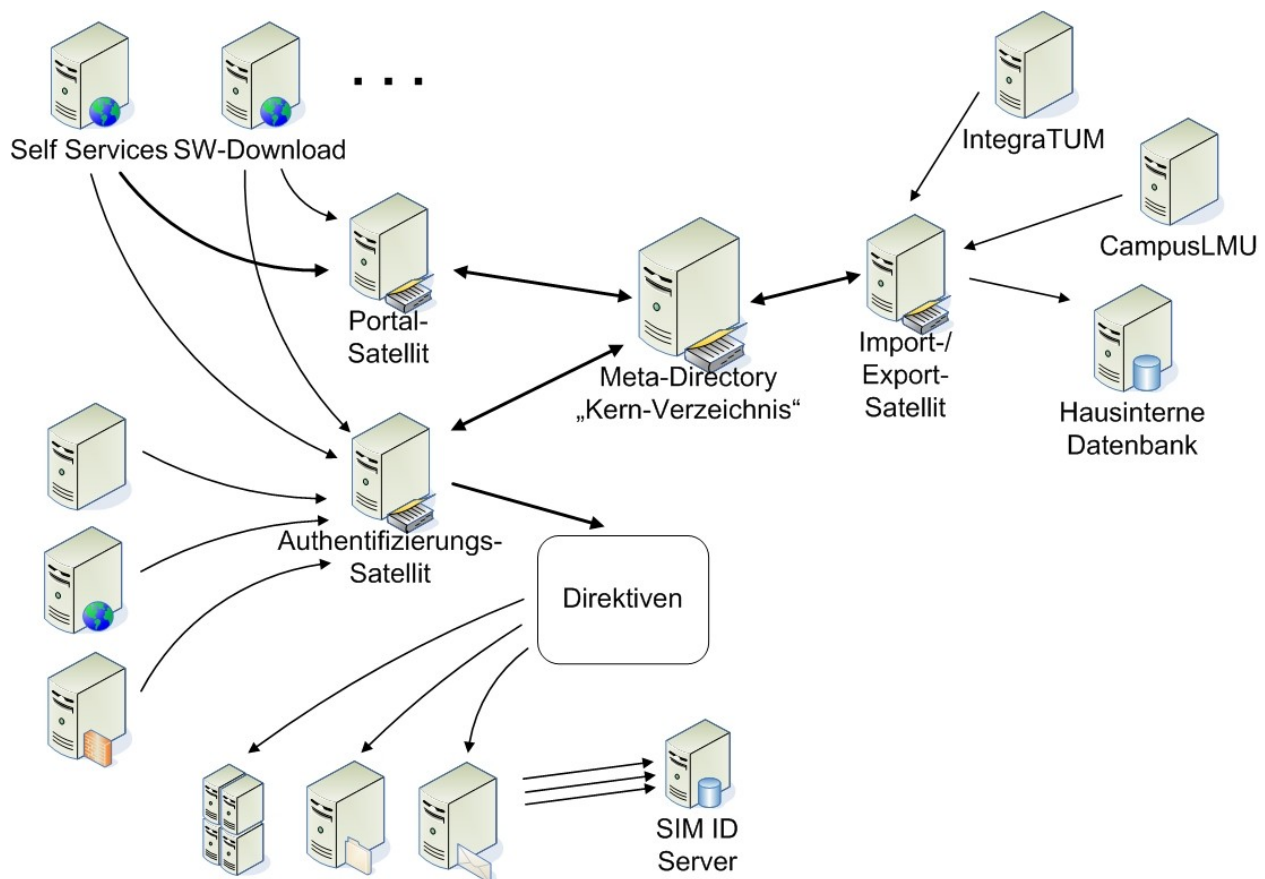 . . .
Self Services
SW-Download
IntegraTUM
CampusLMU
Portal-
Satellit
Meta-Directory
„Kern-Verzeichnis“
Import-/
Export-
Satellit
Hausinterne
Datenbank
Authentifizierungs-
Satellit
Direktiven
SIM ID
Server